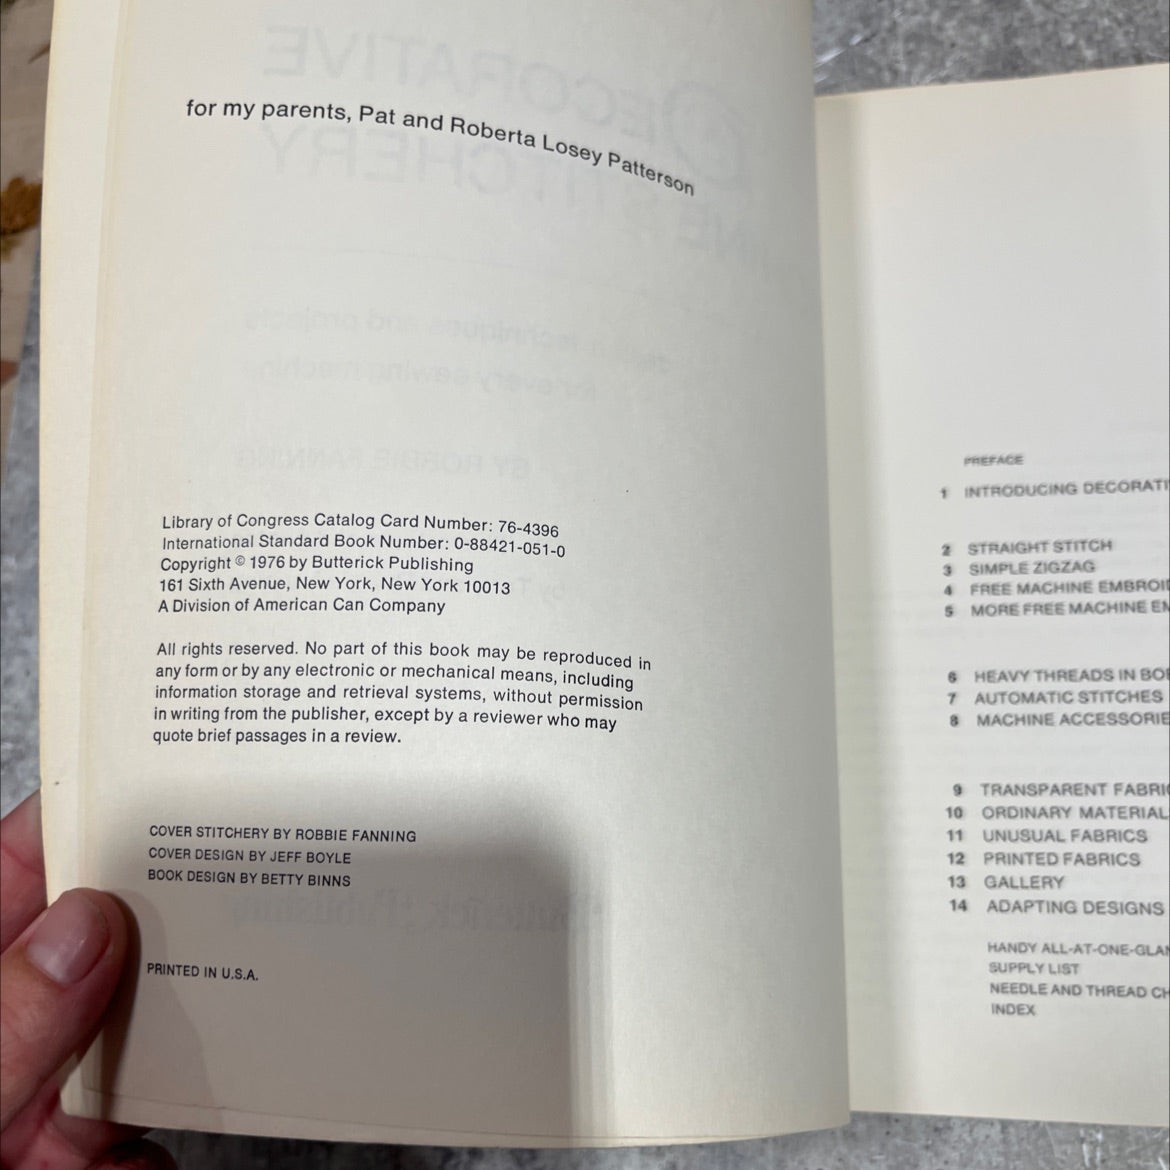 for my parents, Pat and Roberta Losey Patterson
Library of Congress Catalog Card Number: 76-4396
International Standard Book Number: 0-88421-051-0
Copyright © 1976 by Butterick Publishing
161 Sixth Avenue, New York, New York 10013
A Division of American Can Company
All rights reserved. No part of this book may be reproduced in
any form or by any electronic or mechanical means, including
information storage and retrieval systems, without permission
in writing from the publisher, except by a reviewer who may
quote brief passages in a review.
COVER STITCHERY BY ROBBIE FANNING
COVER DESIGN BY JEFF BOYLE
BOOK DESIGN BY BETTY BINNS
PRINTED IN U.S.A.
PREFACE
1 INTRODUCING DECORATI
2 STRAIGHT STITCH
3 SIMPLE ZIGZAG
4 FREE MACHINE EMBROI
5 MORE FREE MACHINE EM
6 HEAVY THREADS IN BO
7 AUTOMATIC STITCHES
8 MACHINE ACCESSORIE
9 TRANSPARENT FABRI
10 ORDINARY MATERIAL
11 UNUSUAL FABRICS
12 PRINTED FABRICS
13 GALLERY
14 ADAPTING DESIGNS
HANDY ALL-AT-ONE-GLAN
SUPPLY LIST
NEEDLE AND THREAD CH
INDEX